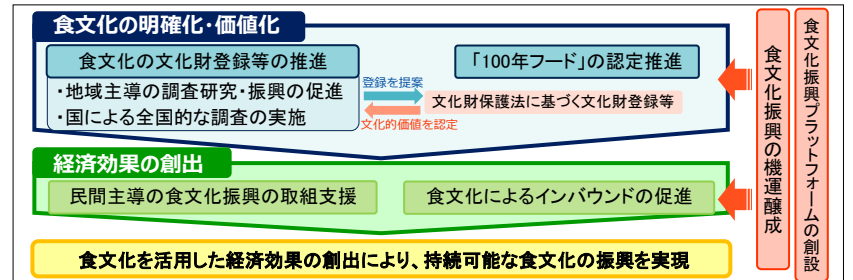 食文化の明確化・価値化
食文化の文化財登録等の推進
・地域主導の調査研究・振興の促進
・国による全国的な調査の実施
登録を提案
文化的価値を認定
「100年フード」の認定推進
文化財保護法に基づく文化財登録等
経済効果の創出
民間主導の食文化振興の取組支援
食文化によるインバウンドの促進
食文化を活用した経済効果の創出により、持続可能な食文化の振興を実現
食文化振興の機運醸成
食文化振興プラットフォームの創設